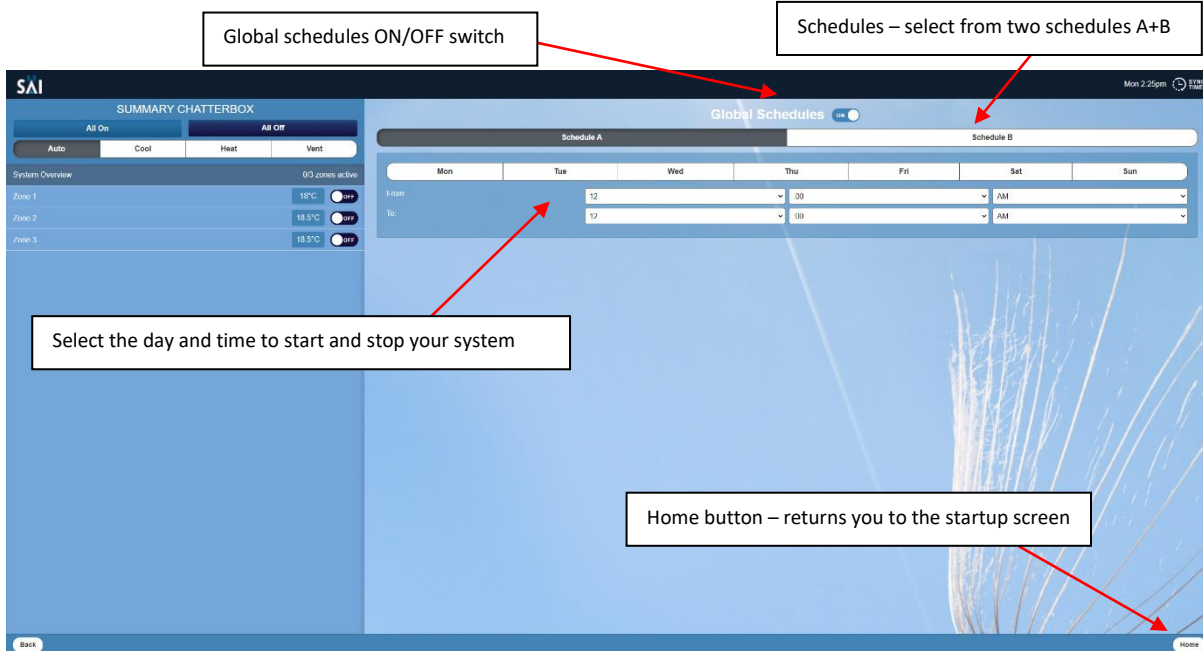 Global schedules ON/OFF switch
Schedules – select from two schedules A+B
SΛI
Mon 2:25pm SYNC TIME
SUMMARY CHATTERBOX
Global Schedules ON
All On All Off
Schedule A Schedule B
Auto Cool Heat Vent
Mon Tue Wed Thu Fri Sat Sun
System Overview 0/3 zones active
Zone 1 18°C OFF
From: 12 00 AM
Zone 2 18.5°C OFF
To: 12 00 AM
Zone 3 18.5°C OFF
Select the day and time to start and stop your system
Home button – returns you to the startup screen
Back Home